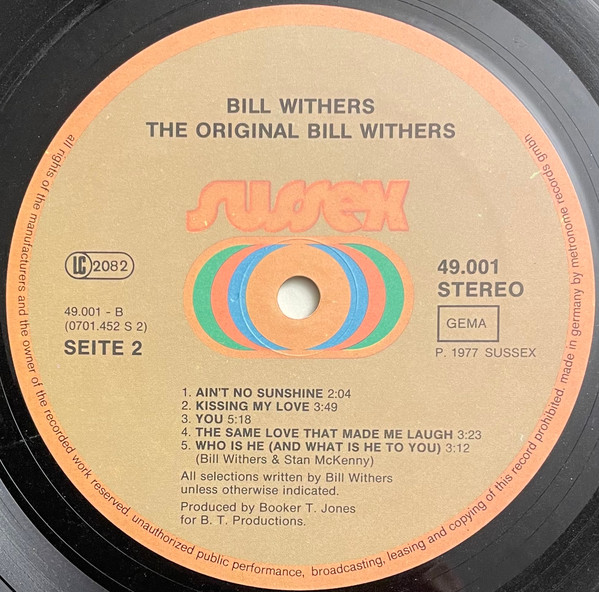 BILL WITHERS
THE ORIGINAL BILL WITHERS
sussex
LC 2082
49.001
STEREO
49.001 - B
(0701.452 S 2)
SEITE 2
GEMA
P. 1977 SUSSEX
1. AIN'T NO SUNSHINE 2:04
2. KISSING MY LOVE 3:49
3. YOU 5:18
4. THE SAME LOVE THAT MADE ME LAUGH 3:23
5. WHO IS HE (AND WHAT IS HE TO YOU) 3:12
(Bill Withers & Stan McKenny)
All selections written by Bill Withers
unless otherwise indicated.
Produced by Booker T. Jones
for B. T. Productions.
all rights of the manufacturers and the owner of the recorded work reserved. unauthorized public performance, broadcasting, leasing and copying of this record prohibited. made in germany by metronome records gmbh